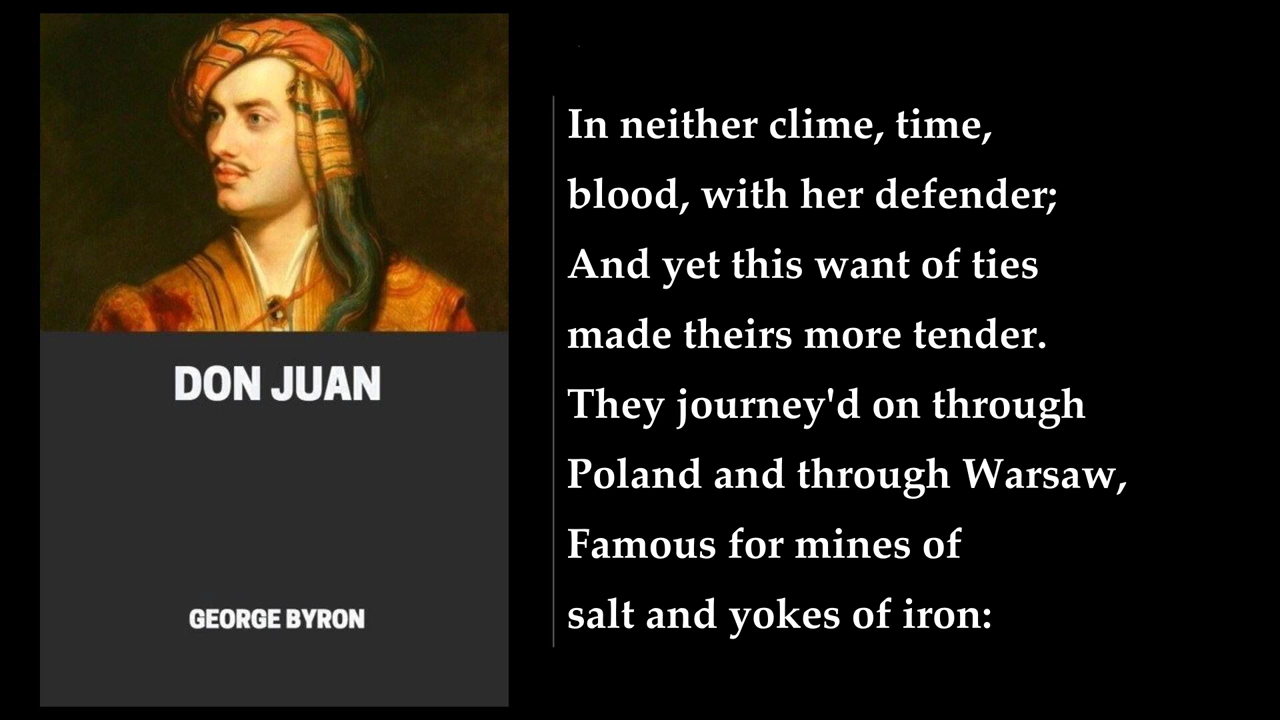 DON JUAN
GEORGE BYRON
In neither clime, time,
blood, with her defender;
And yet this want of ties
made theirs more tender.
They journey'd on through
Poland and through Warsaw,
Famous for mines of
salt and yokes of iron: